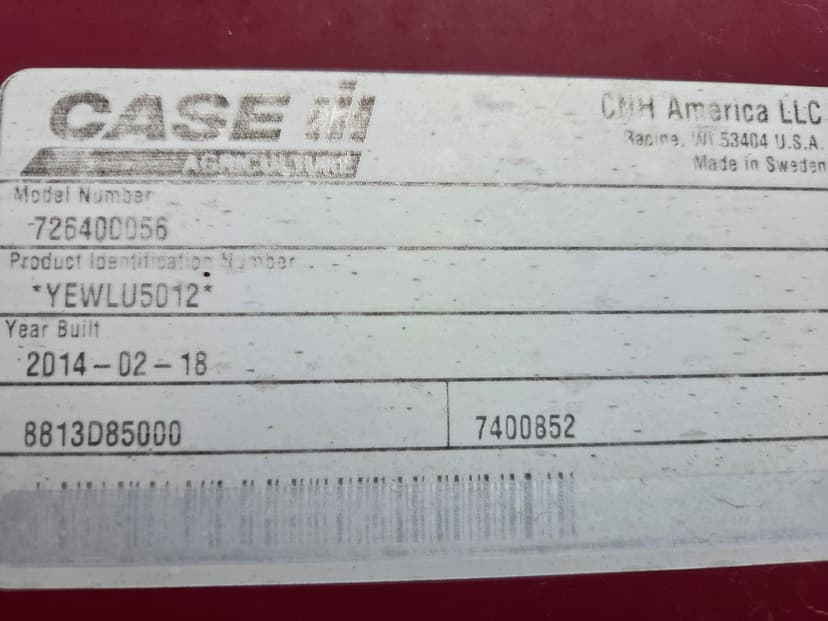 CASE IH
AGRICULTURE
CNH America LLC
Racine, WI 53404 U.S.A.
Made in Sweden
Model Number
726400056
Product Identification Number
*YEWLU5012*
Year Built
2014-02-18
8813D85000
7400852